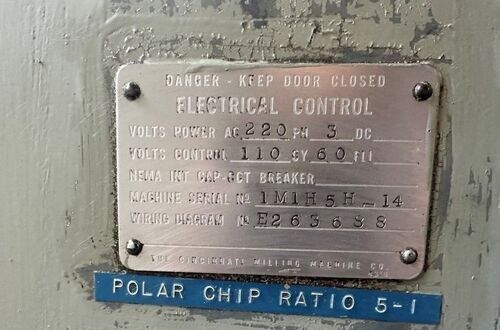 DANGER - KEEP DOOR CLOSED
ELECTRICAL CONTROL
VOLTS POWER AC 220 PH 3 DC
VOLTS CONTROL 110 CY 60 FLI
NEMA INT CAP-CCT BREAKER
MACHINE SERIAL No 1M1H5H-14
WIRING DIAGRAM No E263688
THE CINCINNATI MILLING MACHINE CO.
POLAR CHIP RATIO 5-1